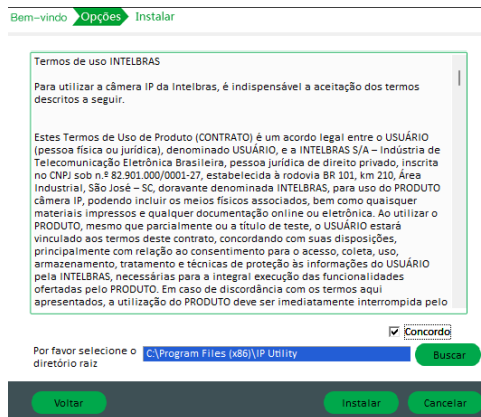 Bem-vindo Opções Instalar
Termos de uso INTELBRAS
Para utilizar a câmera IP da Intelbras, é indispensável a aceitação dos termos
descritos a seguir.
Estes Termos de Uso de Produto (CONTRATO) é um acordo legal entre o USUÁRIO
(pessoa física ou jurídica), denominado USUÁRIO, e a INTELBRAS S/A – Indústria de
Telecomunicação Eletrônica Brasileira, pessoa jurídica de direito privado, inscrita
no CNPJ sob n.º 82.901.000/0001-27, estabelecida à rodovia BR 101, km 210, Área
Industrial, São José – SC, doravante denominada INTELBRAS, para uso do PRODUTO
câmera IP, podendo incluir os meios físicos associados, bem como quaisquer
materiais impressos e qualquer documentação online ou eletrônica. Ao utilizar o
PRODUTO, mesmo que parcialmente ou a título de teste, o USUÁRIO estará
vinculado aos termos deste contrato, concordando com suas disposições,
principalmente com relação ao consentimento para o acesso, coleta, uso,
armazenamento, tratamento e técnicas de proteção às informações do USUÁRIO
pela INTELBRAS, necessárias para a integral execução das funcionalidades
ofertadas pelo PRODUTO. Em caso de discordância com os termos aqui
apresentados, a utilização do PRODUTO deve ser imediatamente interrompida pelo
Concordo
Por favor selecione o
diretório raiz
C:\Program Files (x86)\IP Utility
Buscar
Voltar Instalar Cancelar